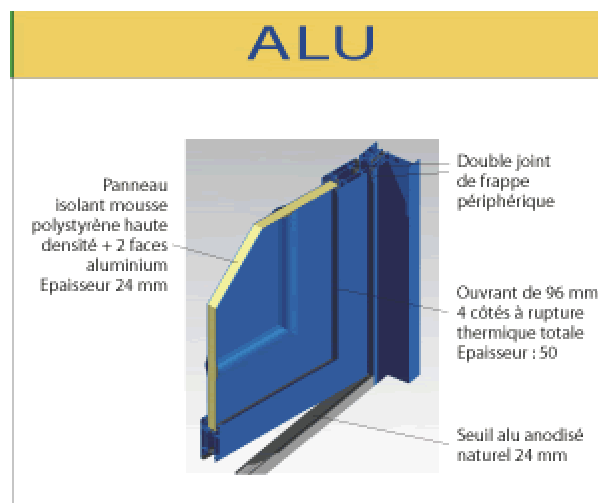 ALU
Panneau
isolant mousse
polystyrène haute
densité + 2 faces
aluminium
Epaisseur 24 mm
Double joint
de frappe
périphérique
Ouvrant de 96 mm
4 côtés à rupture
thermique totale
Epaisseur : 50
Seuil alu anodisé
naturel 24 mm